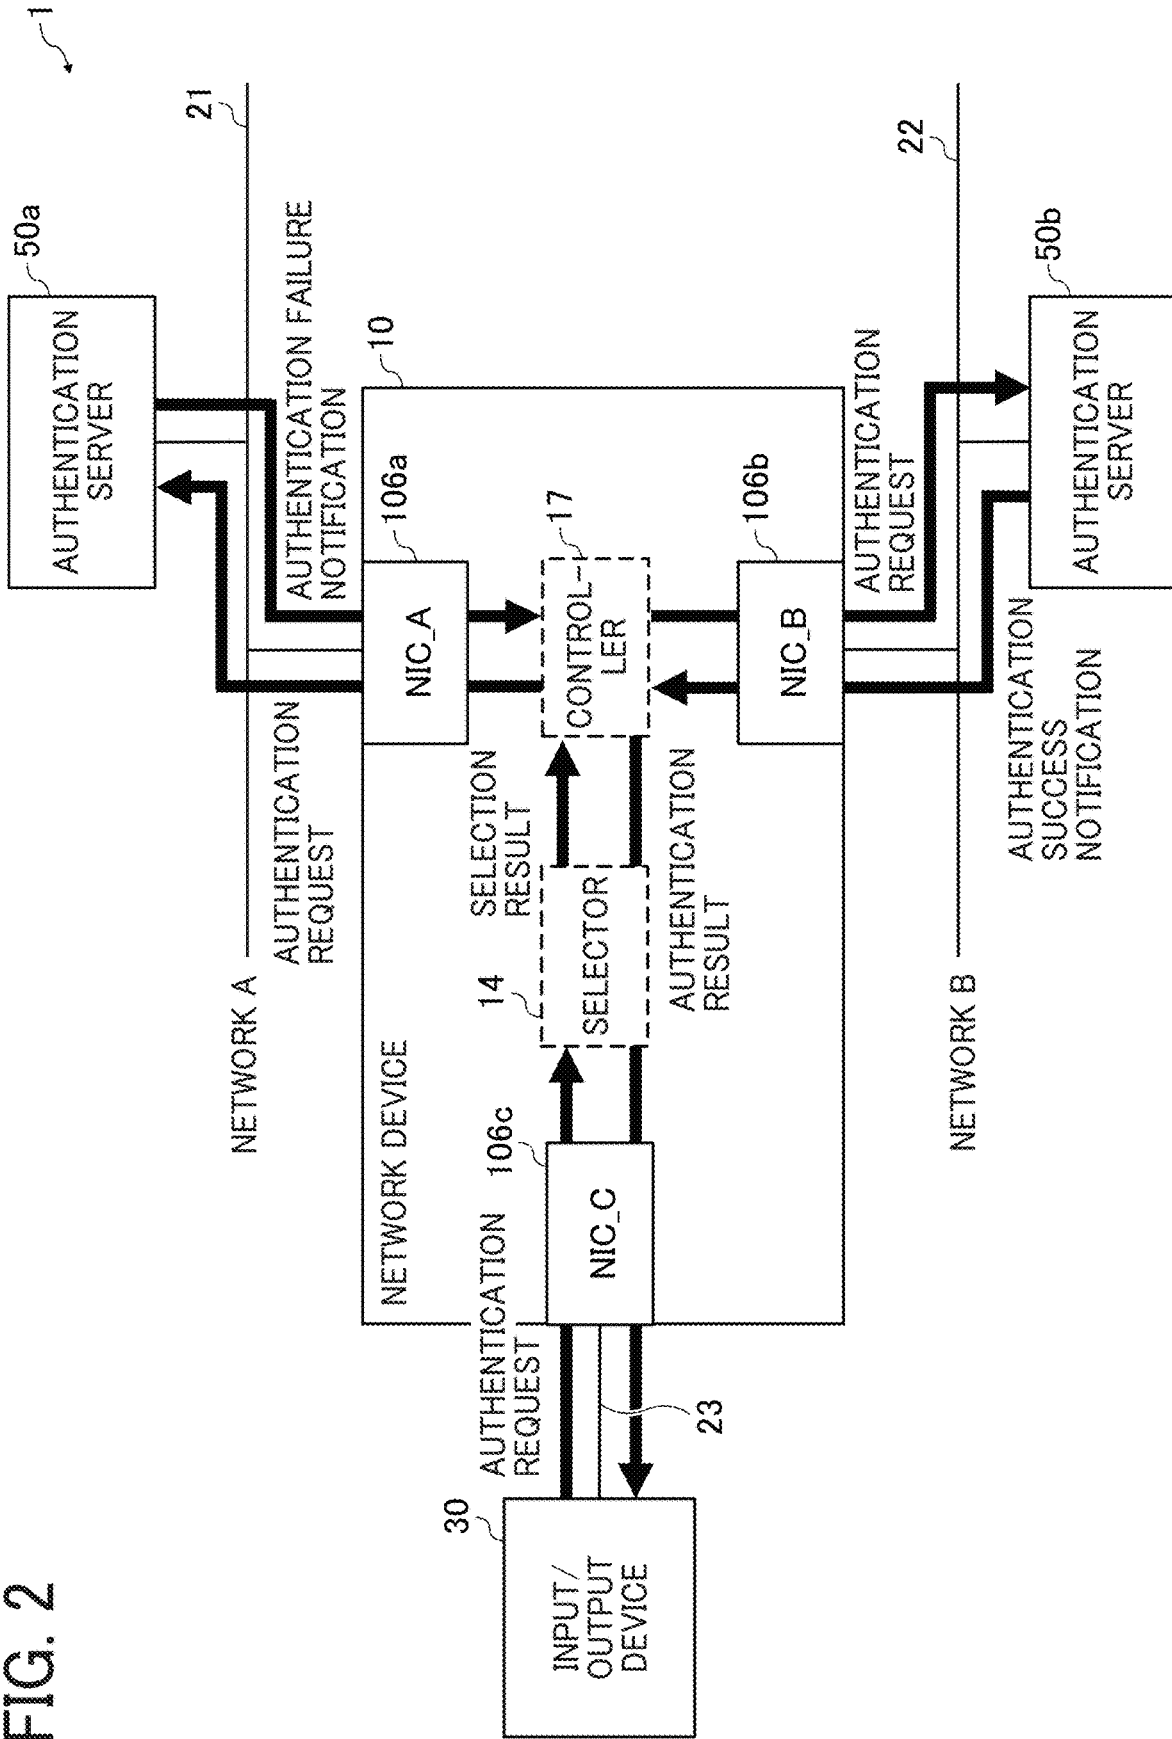 FIG. 2
1
50a
AUTHENTICATION
SERVER
21
NETWORK A
AUTHENTICATION
REQUEST
AUTHENTICATION FAILURE
NOTIFICATION
10
NETWORK DEVICE
106a
NIC_A
30
INPUT/
OUTPUT
DEVICE
AUTHENTICATION
REQUEST
23
106c
NIC_C
14
SELECTOR
SELECTION
RESULT
17
CONTROL-
LER
AUTHENTICATION
RESULT
106b
NIC_B
AUTHENTICATION
REQUEST
22
NETWORK B
AUTHENTICATION
SUCCESS
NOTIFICATION
50b
AUTHENTICATION
SERVER